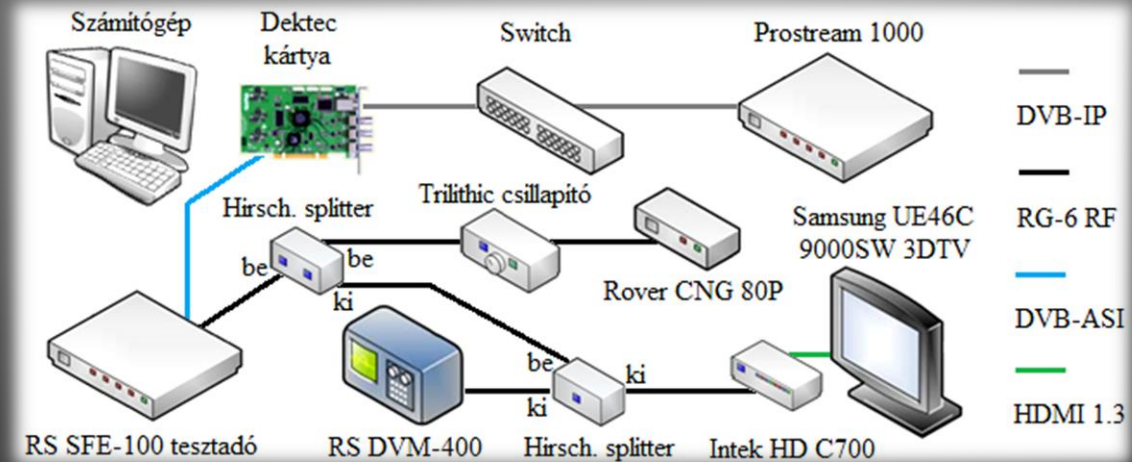 Számítógép
Dektec
kártya
Switch
Prostream 1000
DVB-IP
Hirsch. splitter
Trilithic csillapító
Samsung UE46C
9000SW 3DTV
RG-6 RF
be
be
ki
Rover CNG 80P
DVB-ASI
be
ki
ki
HDMI 1.3
RS SFE-100 tesztadó
RS DVM-400
Hirsch. splitter
Intek HD C700